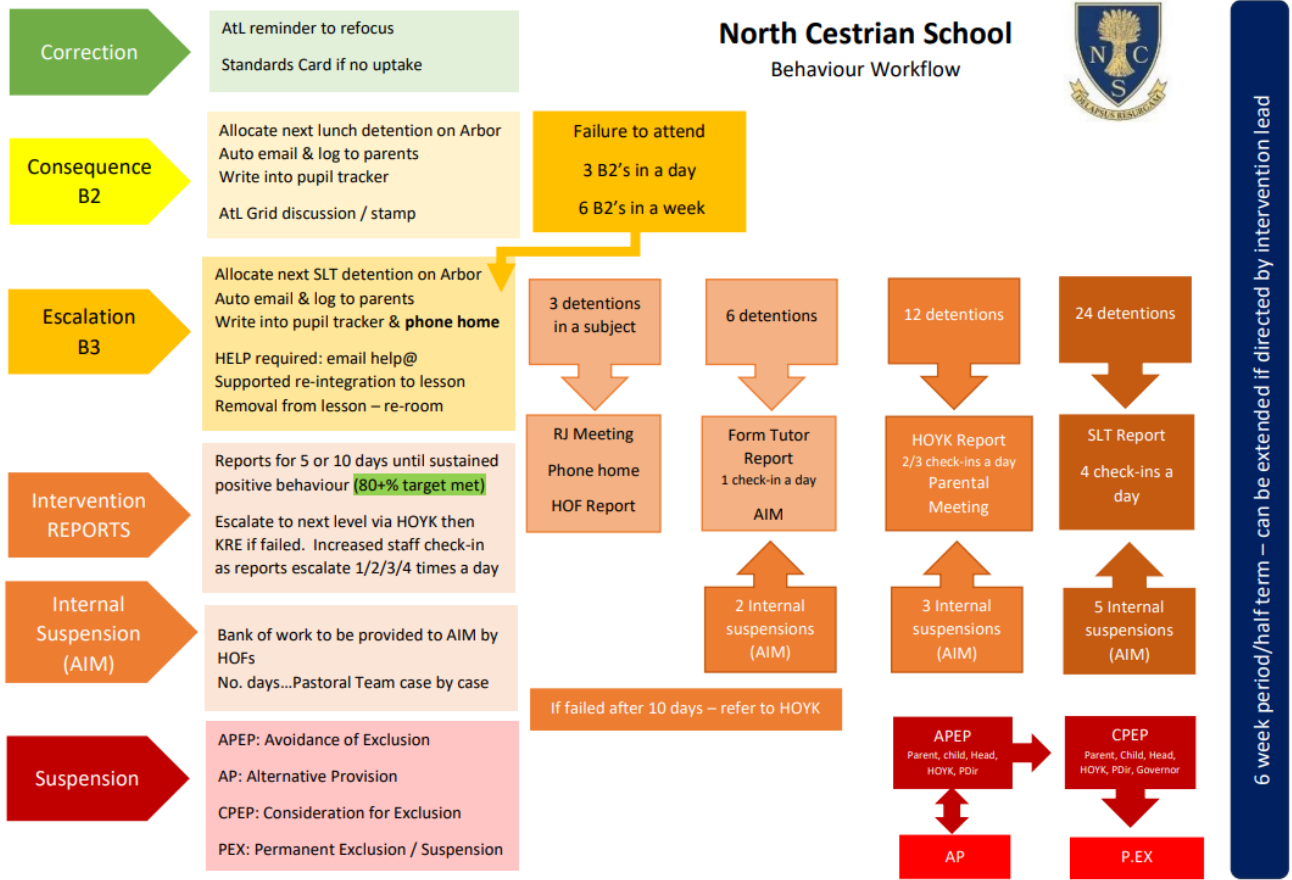 North Cestrian School
Behaviour Workflow
N C
S
DELAPSUS RESURGAM
Correction
AtL reminder to refocus
Standards Card if no uptake
Consequence
B2
Allocate next lunch detention on Arbor
Auto email & log to parents
Write into pupil tracker
AtL Grid discussion / stamp
Failure to attend
3 B2's in a day
6 B2's in a week
Escalation
B3
Allocate next SLT detention on Arbor
Auto email & log to parents
Write into pupil tracker & phone home
HELP required: email help@
Supported re-integration to lesson
Removal from lesson – re-room
3 detentions
in a subject
6 detentions
12 detentions
24 detentions
RJ Meeting
Phone home
HOF Report
Form Tutor
Report
1 check-in a day
AIM
HOYK Report
2/3 check-ins a day
Parental
Meeting
SLT Report
4 check-ins a
day
Intervention
REPORTS
Reports for 5 or 10 days until sustained
positive behaviour (80+% target met)
Escalate to next level via HOYK then
KRE if failed. Increased staff check-in
as reports escalate 1/2/3/4 times a day
Internal
Suspension
(AIM)
Bank of work to be provided to AIM by
HOFs
No. days...Pastoral Team case by case
2 Internal
suspensions
(AIM)
3 Internal
suspensions
(AIM)
5 Internal
suspensions
(AIM)
If failed after 10 days – refer to HOYK
Suspension
APEP: Avoidance of Exclusion
AP: Alternative Provision
CPEP: Consideration for Exclusion
PEX: Permanent Exclusion / Suspension
APEP
Parent, child, Head,
HOYK, PDir
CPEP
Parent, Child, Head,
HOYK, PDir, Governor
AP
P.EX
6 week period/half term – can be extended if directed by intervention lead